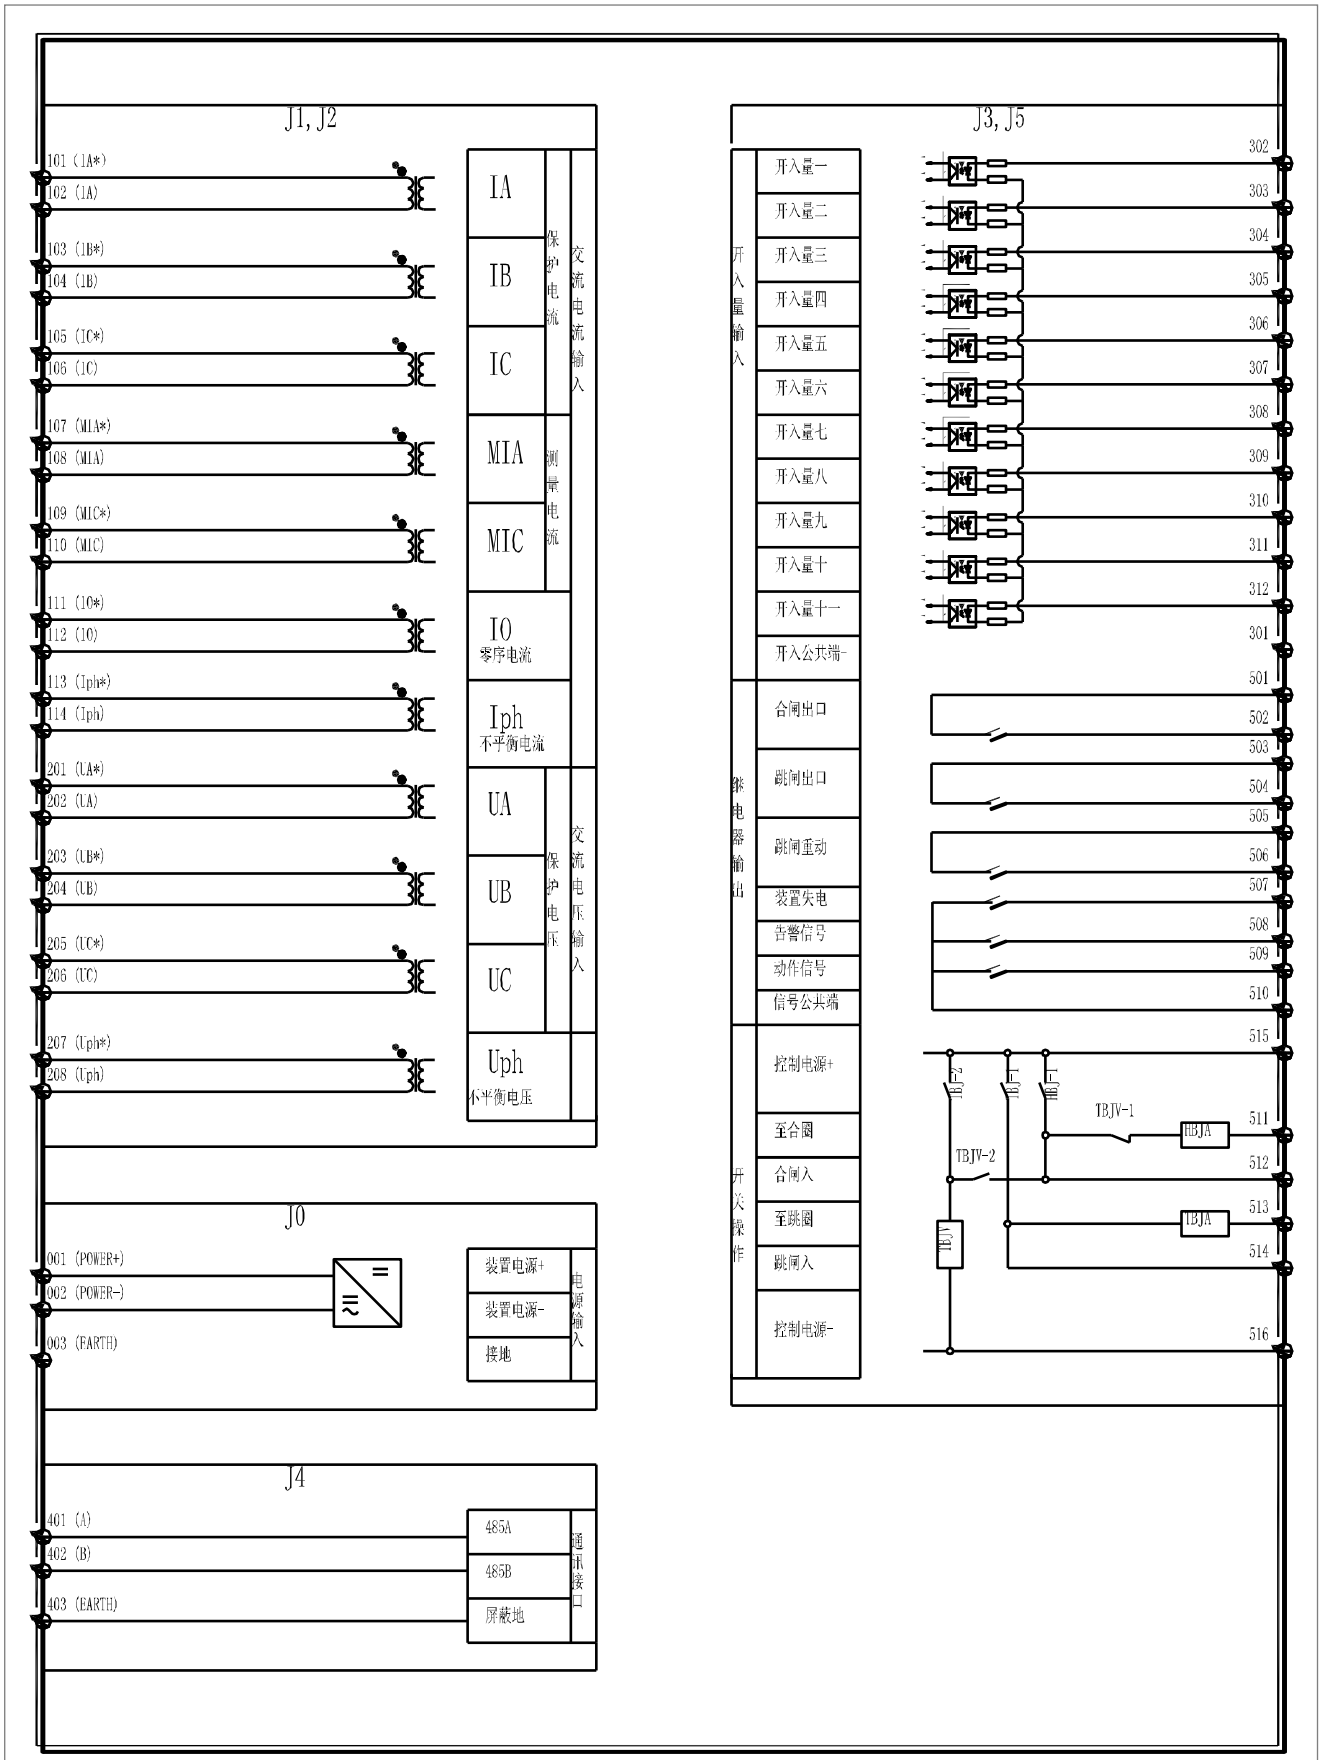 J1, J2
101 (IA*)
102 (IA)
103 (IB*)
104 (IB)
105 (IC*)
106 (IC)
107 (MIA*)
108 (MIA)
109 (MIC*)
110 (MIC)
111 (IO*)
112 (IO)
113 (Iph*)
114 (Iph)
201 (UA*)
202 (UA)
203 (UB*)
204 (UB)
205 (UC*)
206 (UC)
207 (Uph*)
208 (Uph)
IA
IB
IC
MIA
MIC
IO
零序电流
Iph
不平衡电流
UA
UB
UC
Uph
不平衡电压
保护电流
测量电流
交流电流输入
保护电压
交流电压输入
J0
001 (POWER+)
002 (POWER-)
003 (EARTH)
装置电源+
装置电源-
接地
电源输入
J4
401 (A)
402 (B)
403 (EARTH)
485A
485B
屏蔽地
通讯接口
J3, J5
开入量输入
开入量一
开入量二
开入量三
开入量四
开入量五
开入量六
开入量七
开入量八
开入量九
开入量十
开入量十一
开入公共端-
继电器输出
合闸出口
跳闸出口
跳闸重动
装置失电
告警信号
动作信号
信号公共端
开关操作
控制电源+
至合圈
合闸入
至跳圈
跳闸入
控制电源-
302
303
304
305
306
307
308
309
310
311
312
301
501
502
503
504
505
506
507
508
509
510
515
511
512
513
514
516
TBJ-2
TBJ-1
HBJ-1
TBJV-1
HBJA
TBJV-2
TBJA
TBJV